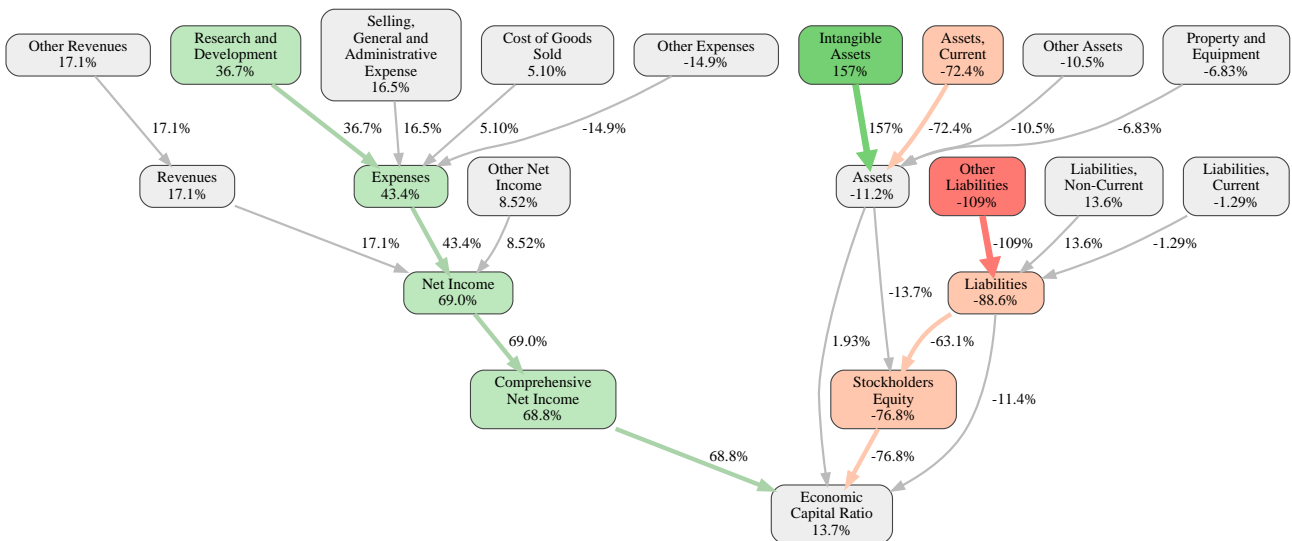 Other Revenues
17.1%
Research and
Development
36.7%
Selling,
General and
Administrative
Expense
16.5%
Cost of Goods
Sold
5.10%
Other Expenses
-14.9%
Intangible
Assets
157%
Assets,
Current
-72.4%
Other Assets
-10.5%
Property and
Equipment
-6.83%
17.1%
36.7%
16.5%
5.10%
-14.9%
157%
-72.4%
-10.5%
-6.83%
Revenues
17.1%
Expenses
43.4%
Other Net
Income
8.52%
Assets
-11.2%
Other
Liabilities
-109%
Liabilities,
Non-Current
13.6%
Liabilities,
Current
-1.29%
17.1%
43.4%
8.52%
-109%
13.6%
-1.29%
Net Income
69.0%
-13.7%
Liabilities
-88.6%
69.0%
1.93%
-63.1%
Comprehensive
Net Income
68.8%
Stockholders
Equity
-76.8%
-11.4%
68.8%
-76.8%
Economic
Capital Ratio
13.7%